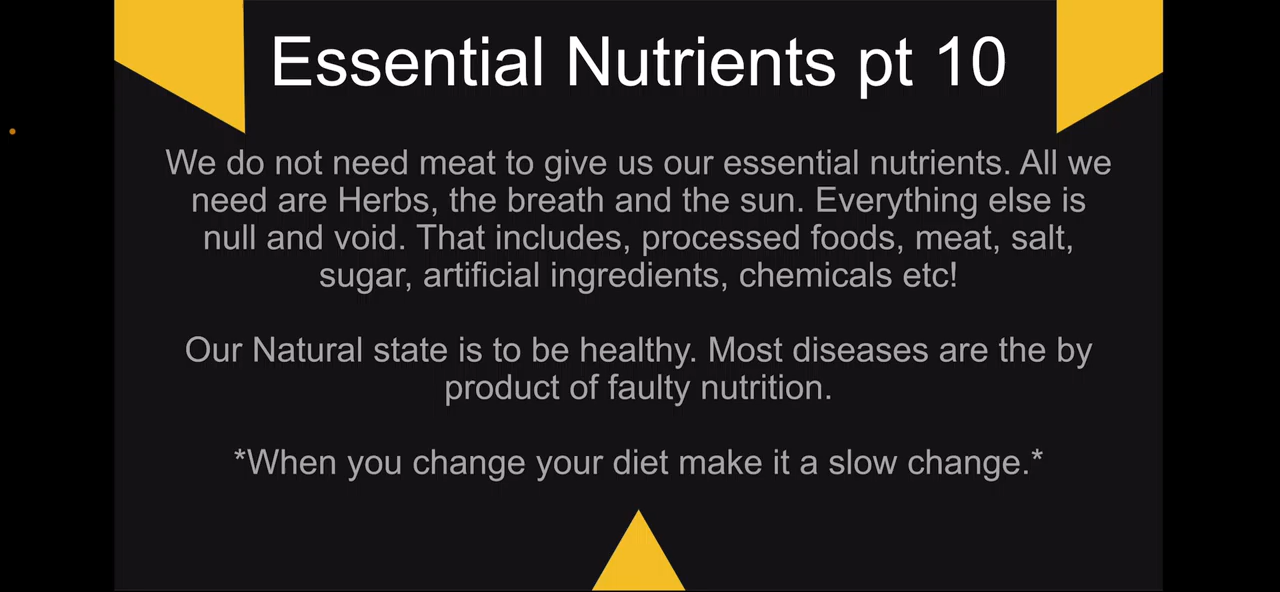 Essential Nutrients pt 10
We do not need meat to give us our essential nutrients. All we
need are Herbs, the breath and the sun. Everything else is
null and void. That includes, processed foods, meat, salt,
sugar, artificial ingredients, chemicals etc!
Our Natural state is to be healthy. Most diseases are the by
product of faulty nutrition.
*When you change your diet make it a slow change.*